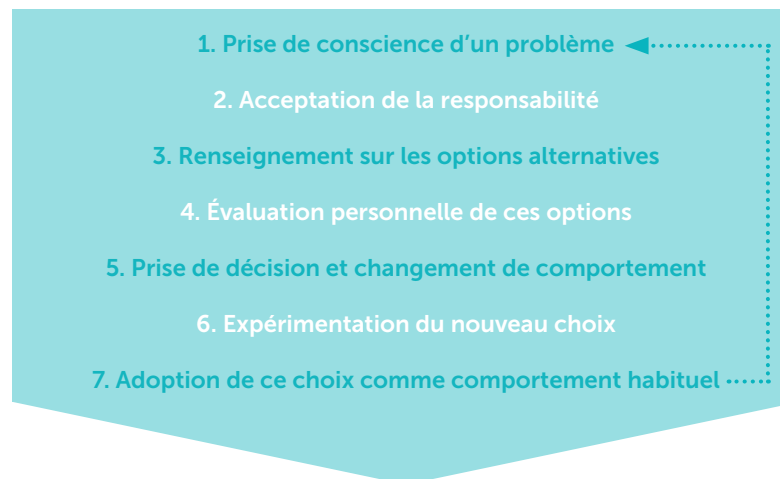 1. Prise de conscience d’un problème
2. Acceptation de la responsabilité
3. Renseignement sur les options alternatives
4. Évaluation personnelle de ces options
5. Prise de décision et changement de comportement
6. Expérimentation du nouveau choix
7. Adoption de ce choix comme comportement habituel